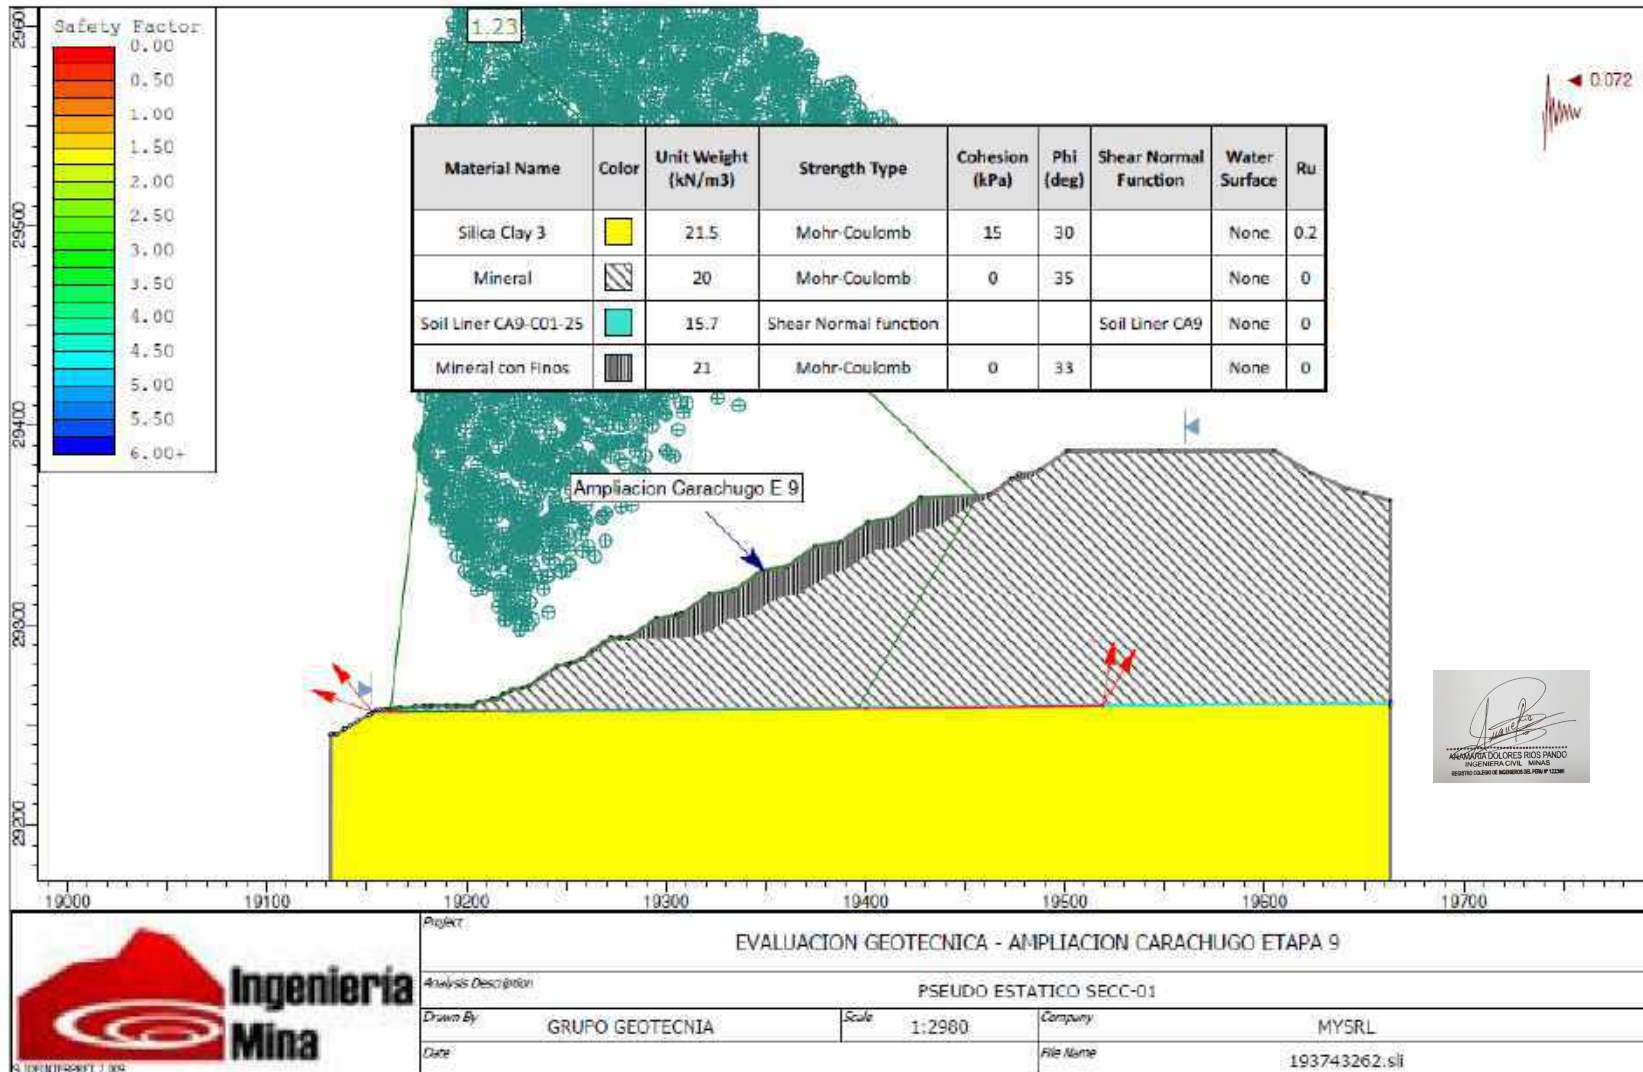 Safety Factor
0.00
0.50
1.00
1.50
2.00
2.50
3.00
3.50
4.00
4.50
5.00
5.50
6.00+
1.23
0.072
Material Name Color Unit Weight (kN/m3) Strength Type Cohesion (kPa) Phi (deg) Shear Normal Function Water Surface Ru
Silica Clay 3 21.5 Mohr-Coulomb 15 30 None 0.2
Mineral 20 Mohr-Coulomb 0 35 None 0
Soil Liner CA9-C01-25 15.7 Shear Normal function Soil Liner CA9 None 0
Mineral con Finos 21 Mohr-Coulomb 0 33 None 0
Ampliacion Carachugo E 9
29500
29400
29300
29200
19000 19100 19200 19300 19400 19500 19600 19700
ANAMARIA DOLORES RIOS PANDO
INGENIERA CIVIL MINAS
REGISTRO COLEGIO DE INGENIEROS DEL PERU N°
Ingeniería
Mina
Project
EVALUACION GEOTECNICA - AMPLIACION CARACHUGO ETAPA 9
Analysis Description
PSEUDO ESTATICO SECC-01
Drawn By GRUPO GEOTECNIA Scale 1:2980 Company MYSRL
Date File Name 193743262.sli